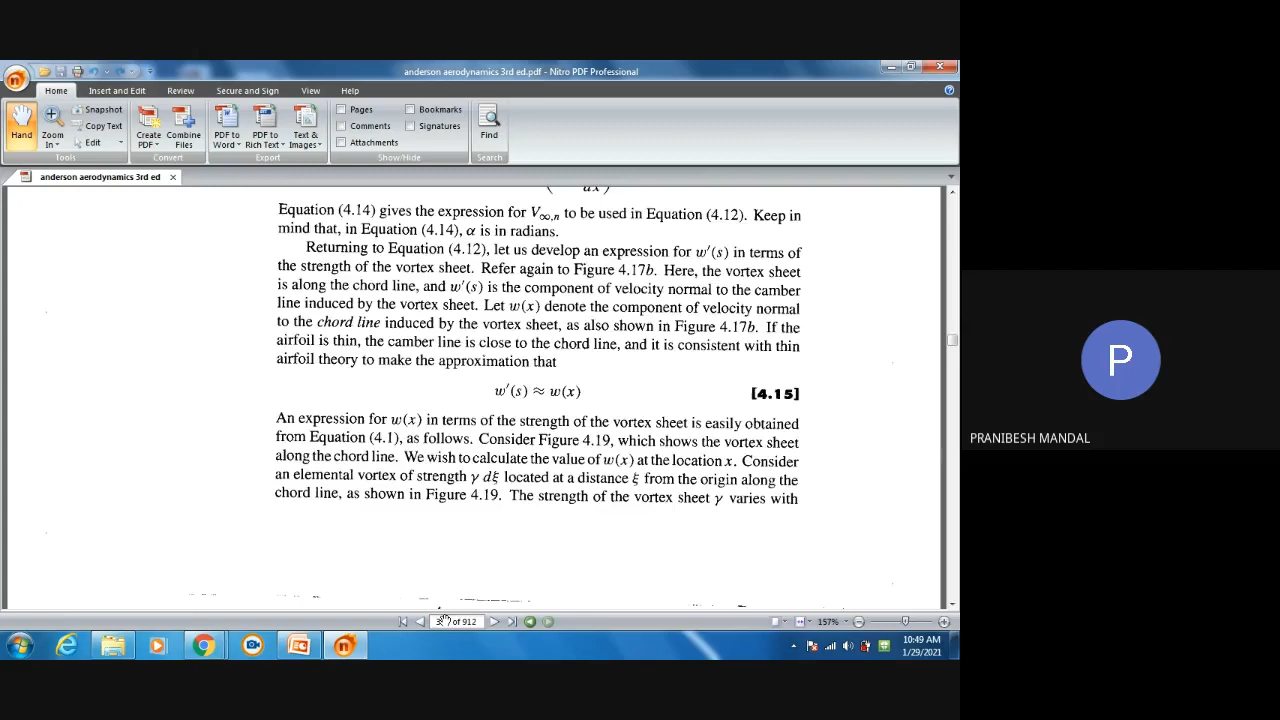 anderson aerodynamics 3rd ed.pdf - Nitro PDF Professional
Home Insert and Edit Review Secure and Sign View Help
Hand
Zoom In
Snapshot
Copy Text
Edit
Tools
Create PDF
Combine Files
Convert
PDF to Word
PDF to Rich Text
Text & Images
Export
Pages
Comments
Attachments
Bookmarks
Signatures
Show/Hide
Find
Search
anderson aerodynamics 3rd ed
dx
Equation (4.14) gives the expression for V∞,n to be used in Equation (4.12). Keep in
mind that, in Equation (4.14), α is in radians.
Returning to Equation (4.12), let us develop an expression for w′(s) in terms of
the strength of the vortex sheet. Refer again to Figure 4.17b. Here, the vortex sheet
is along the chord line, and w′(s) is the component of velocity normal to the camber
line induced by the vortex sheet. Let w(x) denote the component of velocity normal
to the chord line induced by the vortex sheet, as also shown in Figure 4.17b. If the
airfoil is thin, the camber line is close to the chord line, and it is consistent with thin
airfoil theory to make the approximation that
w′(s) ≈ w(x) [4.15]
An expression for w(x) in terms of the strength of the vortex sheet is easily obtained
from Equation (4.1), as follows. Consider Figure 4.19, which shows the vortex sheet
along the chord line. We wish to calculate the value of w(x) at the location x. Consider
an elemental vortex of strength γ dξ located at a distance ξ from the origin along the
chord line, as shown in Figure 4.19. The strength of the vortex sheet γ varies with
of 912
157%
10:49 AM
1/29/2021
P
PRANIBESH MANDAL